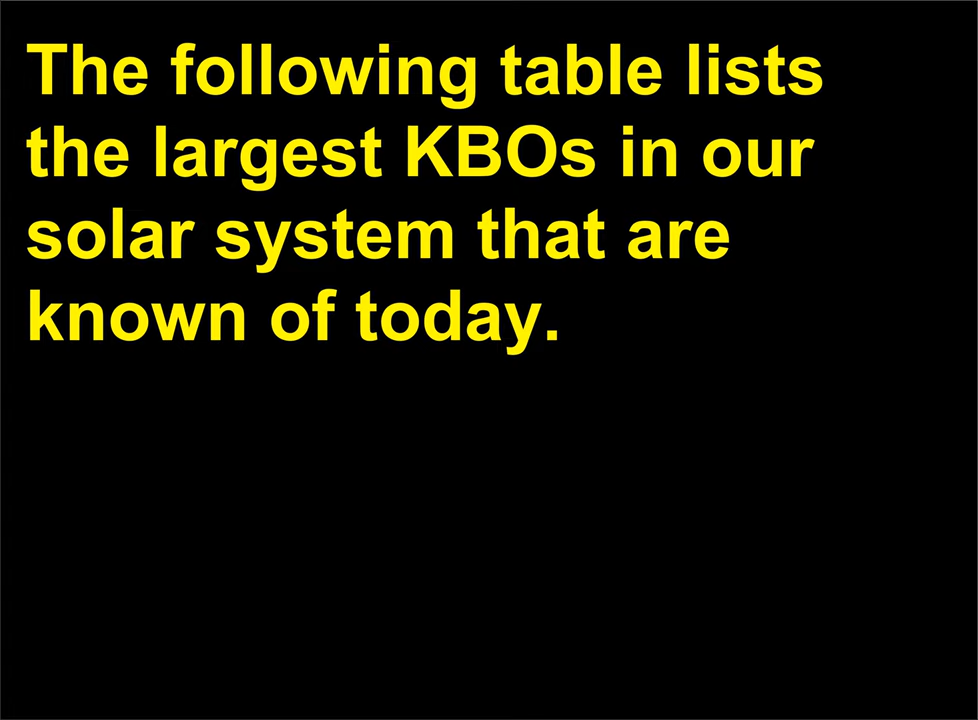 The following table lists
the largest KBOs in our
solar system that are
known of today.